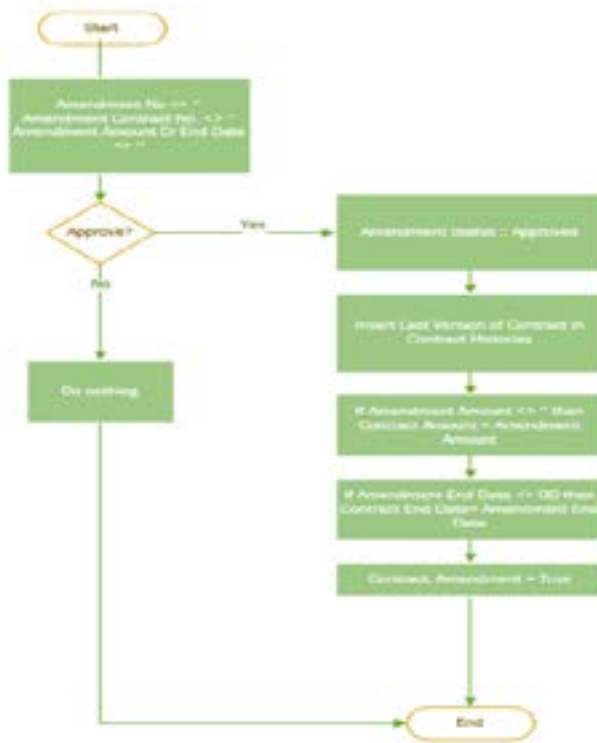 Start
Amendment No <> ''
Amendment Contract No. <> ''
Amendment Amount Or End Date
<> ''
Approve?
Yes
Amendment Status :: Approved
No
Insert Last Version of Contract in
Contract Histories
Do nothing
If Amendment Amount <> '' then
Contract Amount = Amendment
Amount
If Amendment End Date <> 0D then
Contract End Date= Amendment End
Date
Contract. Amendment = True
End